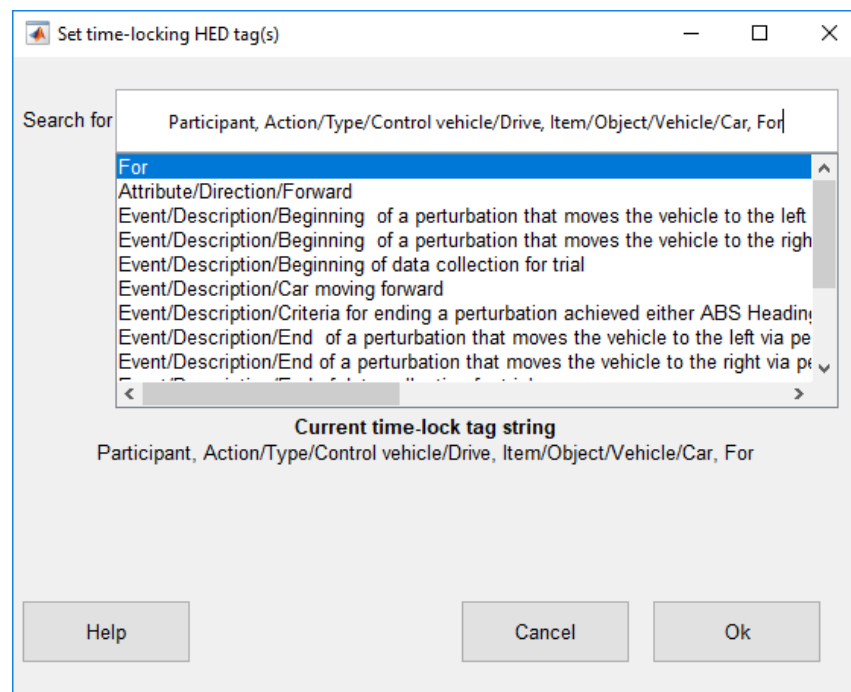 Set time-locking HED tag(s)
Search for
Participant, Action/Type/Control vehicle/Drive, Item/Object/Vehicle/Car, For
For
Attribute/Direction/Forward
Event/Description/Beginning  of a perturbation that moves the vehicle to the left
Event/Description/Beginning  of a perturbation that moves the vehicle to the righ
Event/Description/Beginning of data collection for trial
Event/Description/Car moving forward
Event/Description/Criteria for ending a perturbation achieved either ABS Heading
Event/Description/End  of a perturbation that moves the vehicle to the left via pe
Event/Description/End of a perturbation that moves the vehicle to the right via pe
Current time-lock tag string
Participant, Action/Type/Control vehicle/Drive, Item/Object/Vehicle/Car, For
Help
Cancel
Ok